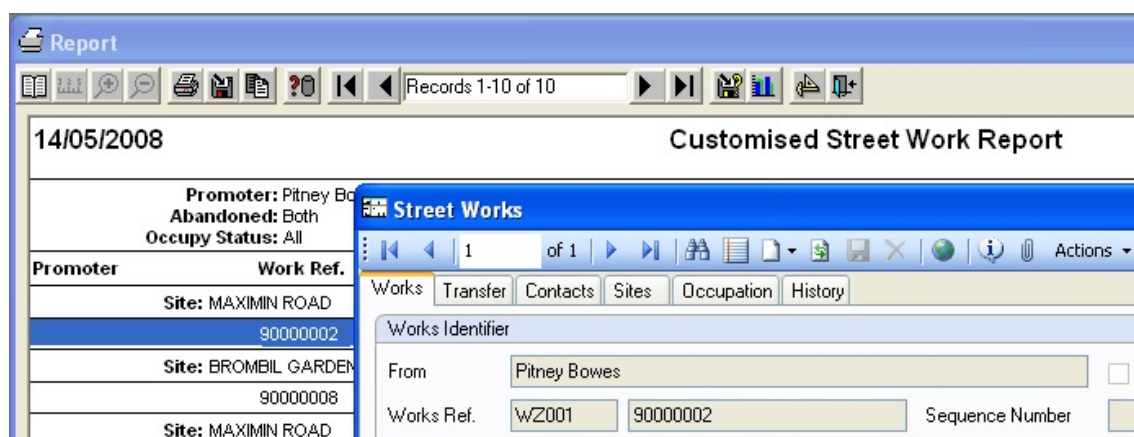 Report
Records 1-10 of 10
14/05/2008 Customised Street Work Report
Promoter: Pitney Bo
Abandoned: Both
Occupy Status: All
Promoter Work Ref.
Site: MAXIMIN ROAD
90000002
Site: BROMBIL GARDEN
90000008
Site: MAXIMIN ROAD
Street Works
1 of 1 Actions
Works Transfer Contacts Sites Occupation History
Works Identifier
From Pitney Bowes
Works Ref. WZ001 90000002 Sequence Number